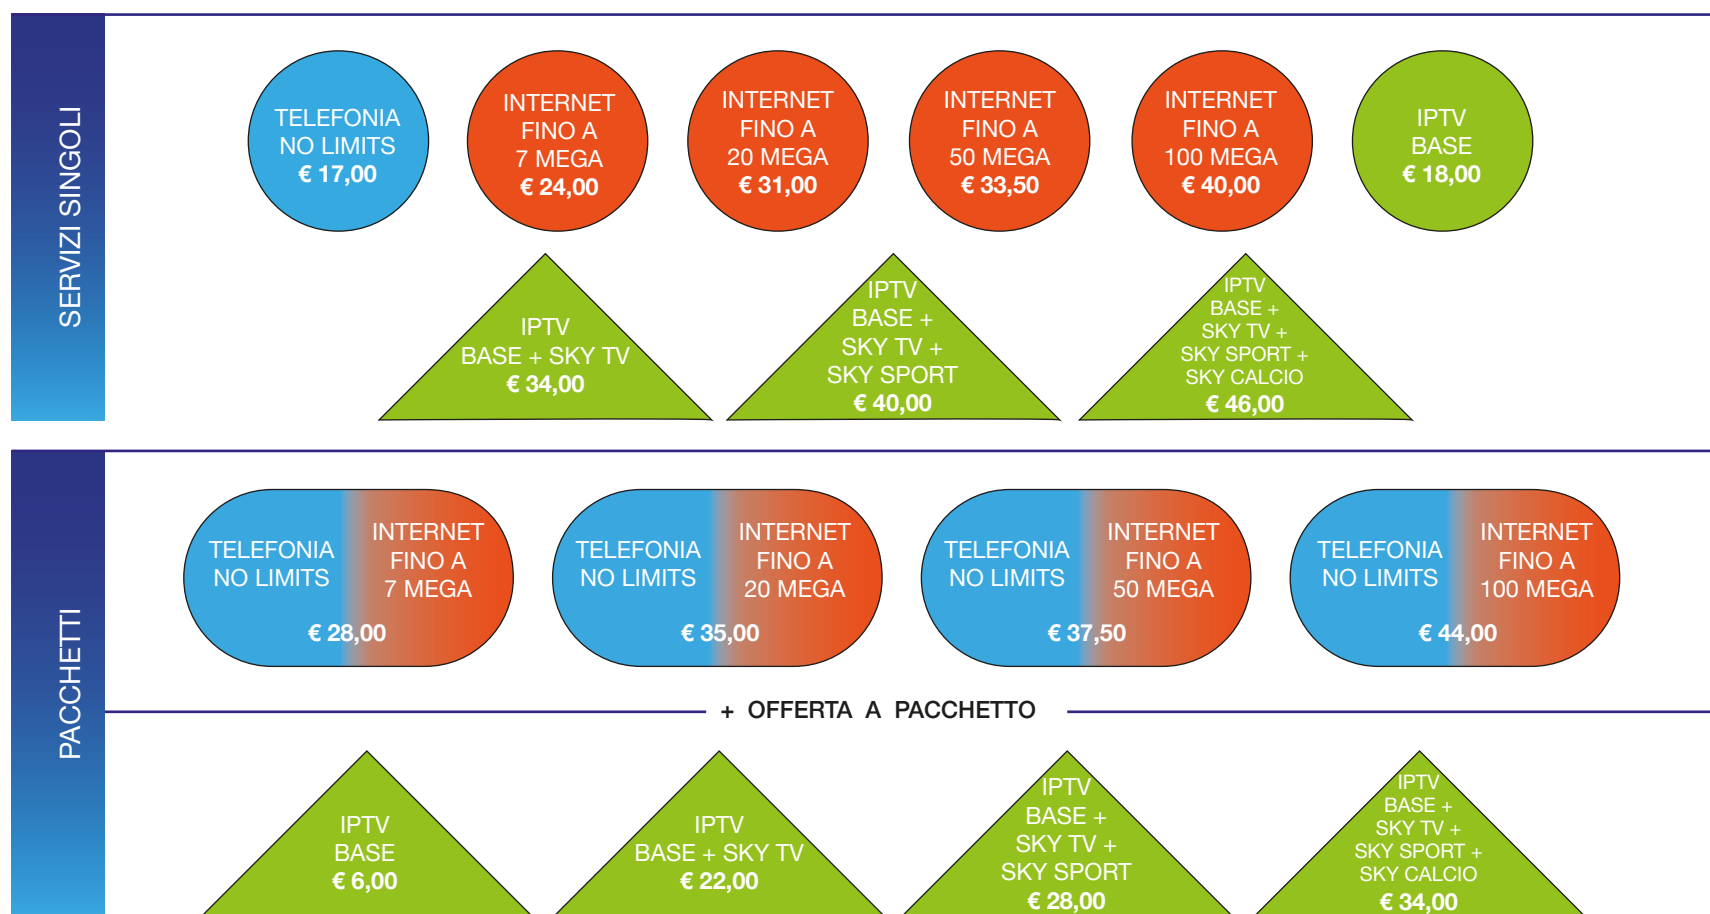 SERVIZI SINGOLI
TELEFONIA
NO LIMITS
€ 17,00
INTERNET
FINO A
7 MEGA
€ 24,00
INTERNET
FINO A
20 MEGA
€ 31,00
INTERNET
FINO A
50 MEGA
€ 33,50
INTERNET
FINO A
100 MEGA
€ 40,00
IPTV
BASE
€ 18,00
IPTV
BASE + SKY TV
€ 34,00
IPTV
BASE +
SKY TV +
SKY SPORT
€ 40,00
IPTV
BASE +
SKY TV +
SKY SPORT +
SKY CALCIO
€ 46,00
PACCHETTI
TELEFONIA
NO LIMITS
INTERNET
FINO A
7 MEGA
€ 28,00
TELEFONIA
NO LIMITS
INTERNET
FINO A
20 MEGA
€ 35,00
TELEFONIA
NO LIMITS
INTERNET
FINO A
50 MEGA
€ 37,50
TELEFONIA
NO LIMITS
INTERNET
FINO A
100 MEGA
€ 44,00
+ OFFERTA A PACCHETTO
IPTV
BASE
€ 6,00
IPTV
BASE + SKY TV
€ 22,00
IPTV
BASE +
SKY TV +
SKY SPORT
€ 28,00
IPTV
BASE +
SKY TV +
SKY SPORT +
SKY CALCIO
€ 34,00